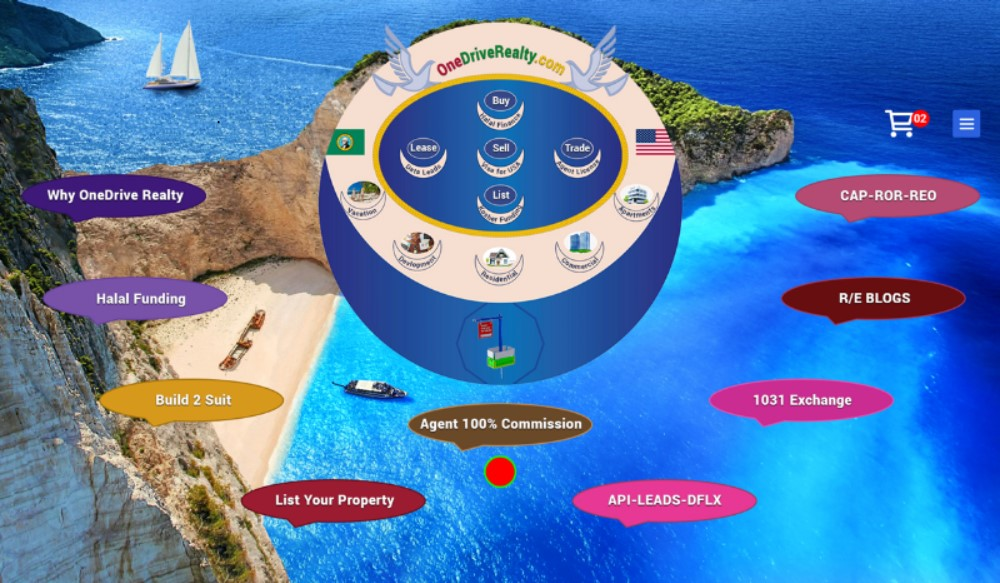 OneDriveRealty.com
Buy
Halal Finance
Lease
Data Leads
Sell
Visa for USA
Trade
Agent License
List
Kosher Funding
Vacation
Apartments
Devlopment
Residential
Commercial
02
Why OneDrive Realty
CAP-ROR-REO
Halal Funding
R/E BLOGS
Build 2 Suit
1031 Exchange
Agent 100% Commission
List Your Property
API-LEADS-DFLX